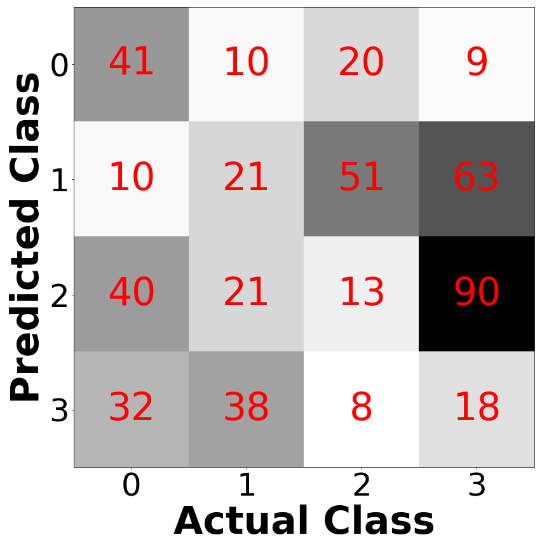 Predicted Class
0 41 10 20 9
1 10 21 51 63
2 40 21 13 90
3 32 38 8 18
0 1 2 3
Actual Class